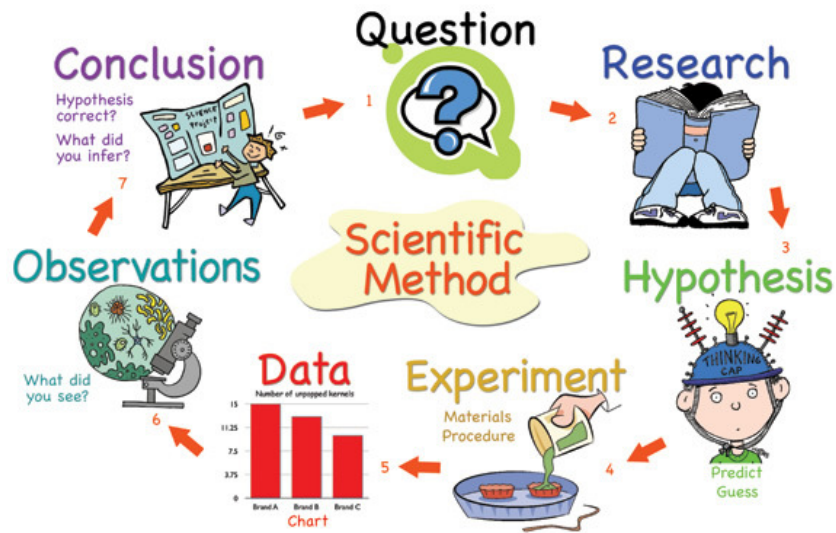 Question
1
Research
2
3
Hypothesis
THINKING
CAP
Predict
Guess
4
Experiment
Materials
Procedure
5
Data
Number of unpopped kernels
15
11.25
7.5
3.75
0
Brand A Brand B Brand C
Chart
6
Observations
What did
you see?
7
Conclusion
Hypothesis
correct?
What did
you infer?
SCIENCE
PROJECT
Scientific
Method